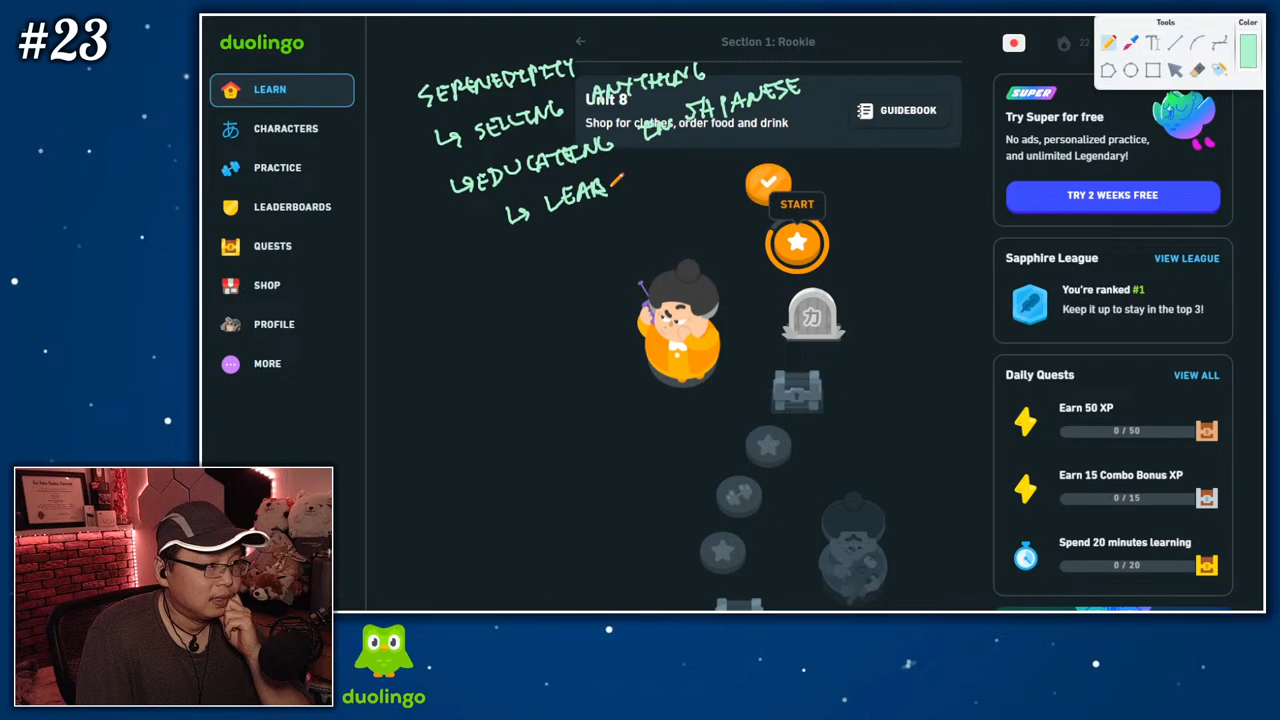 #23
duolingo
LEARN
あ CHARACTERS
PRACTICE
LEADERBOARDS
QUESTS
SHOP
PROFILE
MORE
Section 1: Rookie
22
Unit 8
Shop for clothes, order food and drink
GUIDEBOOK
SERENEDIPITY
↳ SELLING ANYTHING
↳ EDUCATING IN JAPANESE
↳ LEAR
START
力
Tools
Color
SUPER
Try Super for free
No ads, personalized practice,
and unlimited Legendary!
TRY 2 WEEKS FREE
Sapphire League
VIEW LEAGUE
You're ranked #1
Keep it up to stay in the top 3!
Daily Quests
VIEW ALL
Earn 50 XP
0 / 50
Earn 15 Combo Bonus XP
0 / 15
Spend 20 minutes learning
0 / 20
duolingo